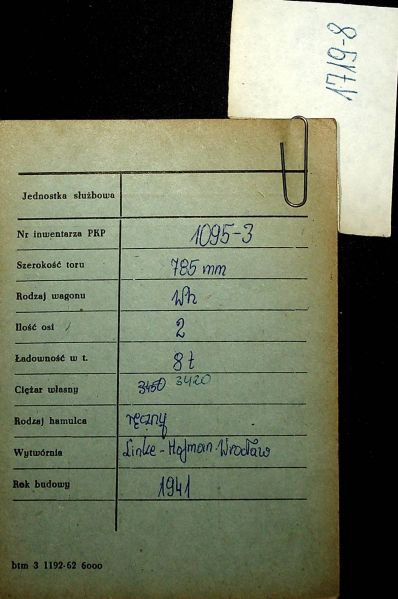 1719-8
Jednostka służbowa
Nr inwentarza PKP 1095-3
Szerokość toru 785 mm
Rodzaj wagonu Wh
Ilość osi 2
Ładowność w t. 8 t
Ciężar własny 3450 3420
Rodzaj hamulca ręczny
Wytwórnia Linke-Hofman-Wrocław
Rok budowy 1941
btm 3 1192-62 6000